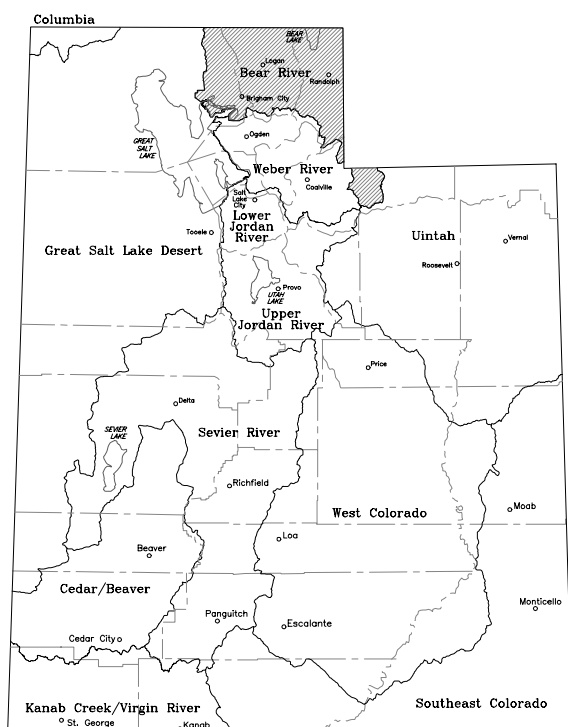 Columbia
BEAR
LAKE
Logan
Bear River
Randolph
Brigham City
Ogden
GREAT
SALT
LAKE
Weber River
Coalville
Salt
Lake
City
Lower
Jordan
River
Tooele
Great Salt Lake Desert
Uintah
Vernal
Roosevelt
Provo
UTAH
LAKE
Upper
Jordan River
Price
Delta
SEVIER
LAKE
Sevier River
Richfield
West Colorado
Moab
Loa
Beaver
Cedar/Beaver
Monticello
Panguitch
Escalante
Cedar City
Kanab Creek/Virgin River
Southeast Colorado
St. George
Kanab